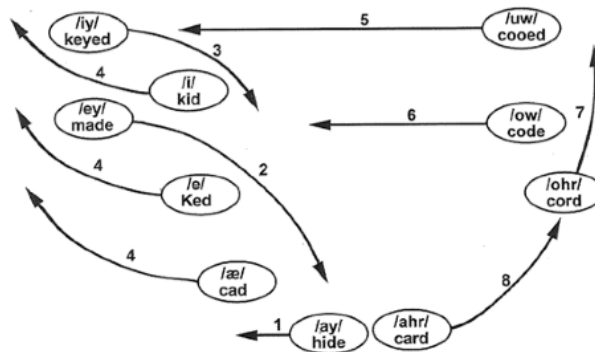 /iy/
keyed
5
/uw/
cooed
3
4
/i/
kid
/ey/
made
6
/ow/
code
7
2
4
/e/
Ked
/ohr/
cord
4
/æ/
cad
8
1
/ay/
hide
/ahr/
card